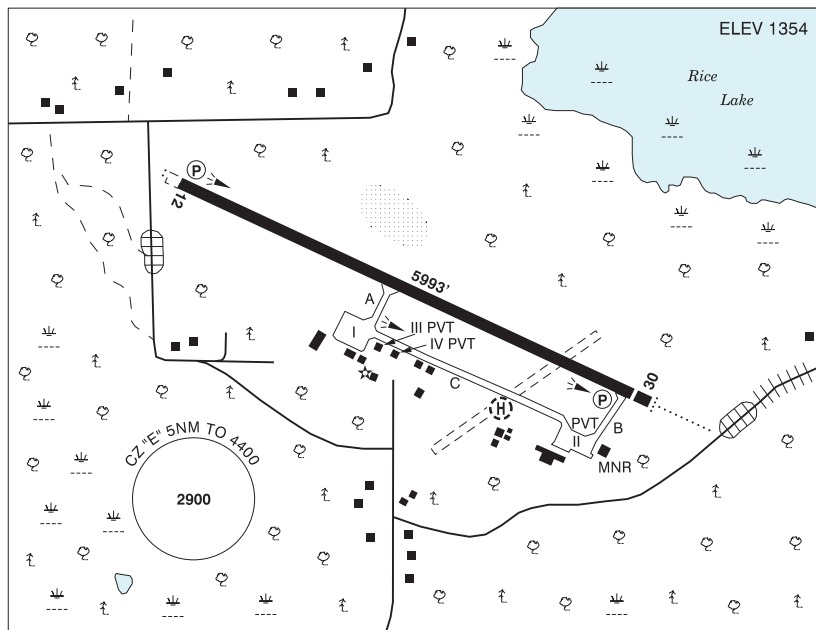 ELEV 1354
Rice
Lake
P
12
5993'
A
III PVT
I
IV PVT
C
30
H
P
PVT
B
II
MNR
CZ "E" 5NM TO 4400
2900